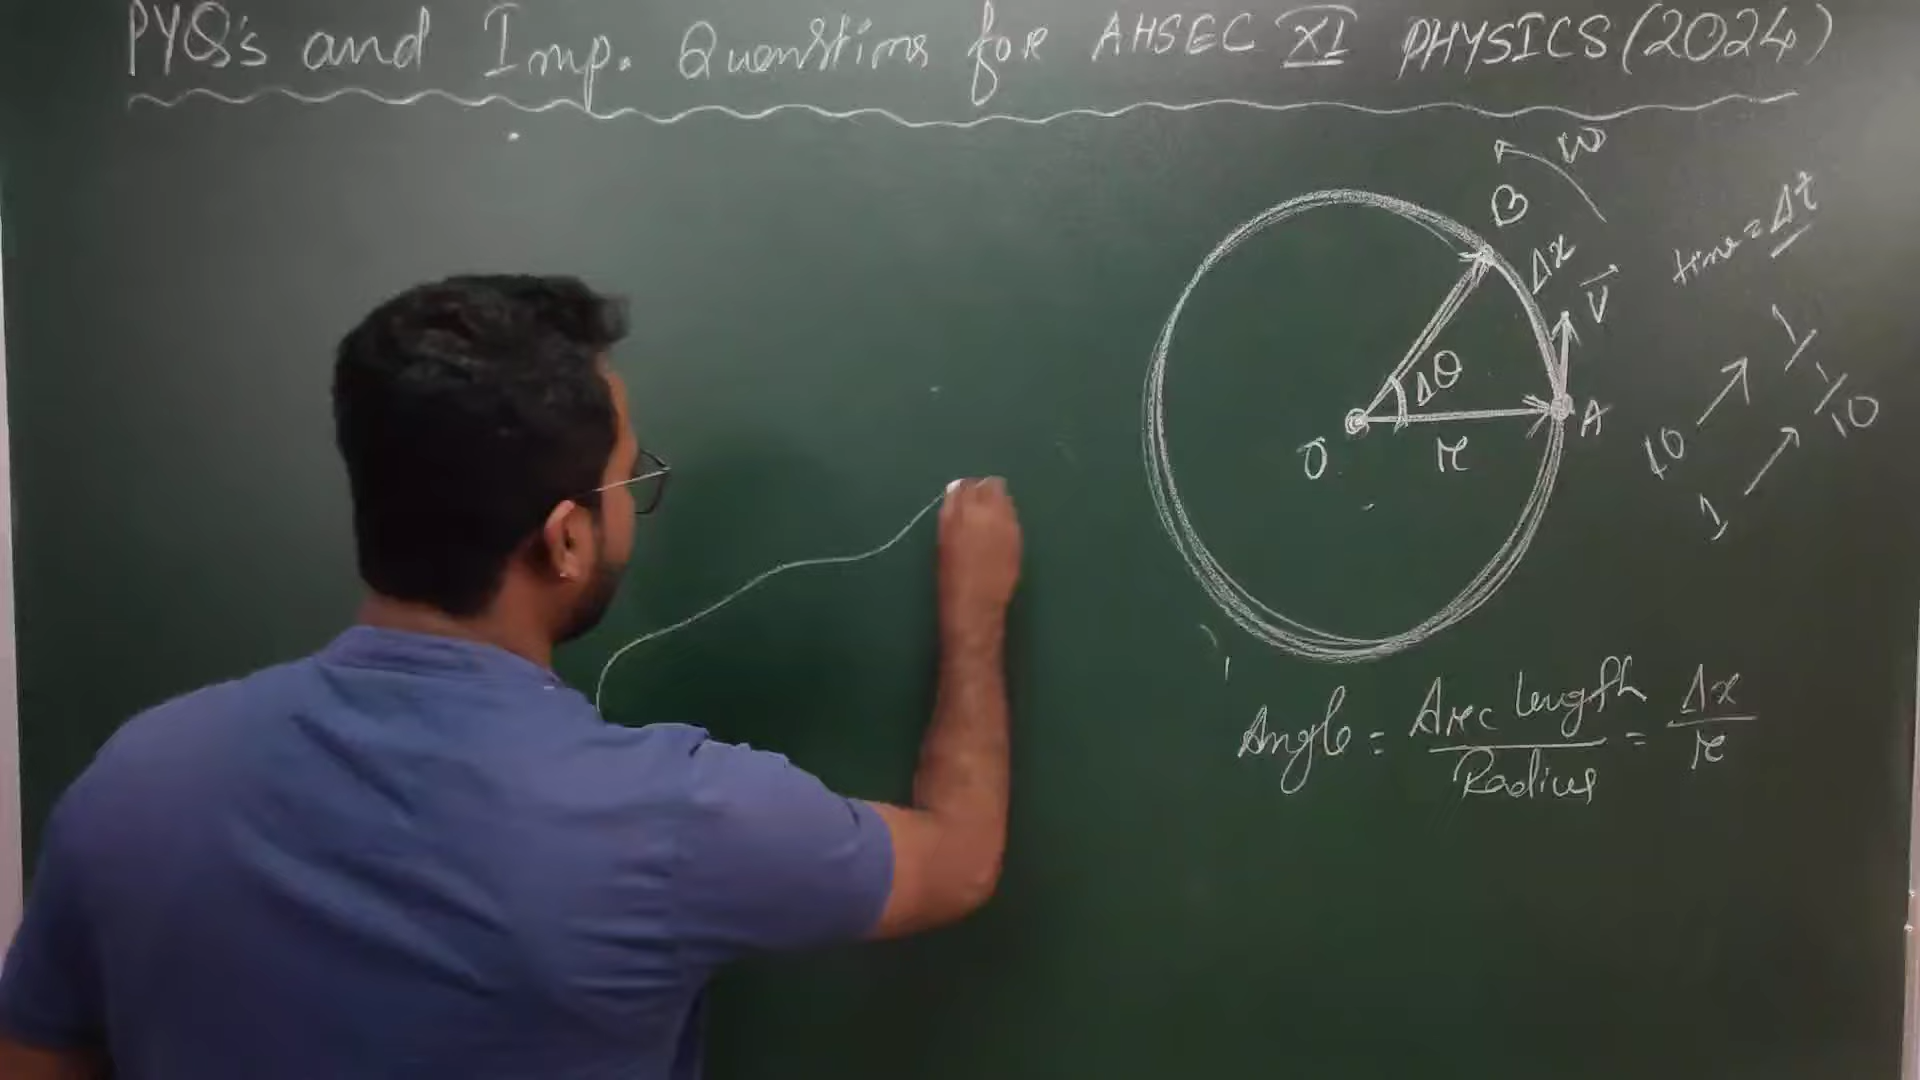 PYQ's and Imp. Questions for AHSEC XI PHYSICS (2024)
ω
B
Δx
V⃗
time = Δt
Δθ
O
r
A
10 → 1/
1 → 1/10
Angle = Arc length / Radius = Δx / r